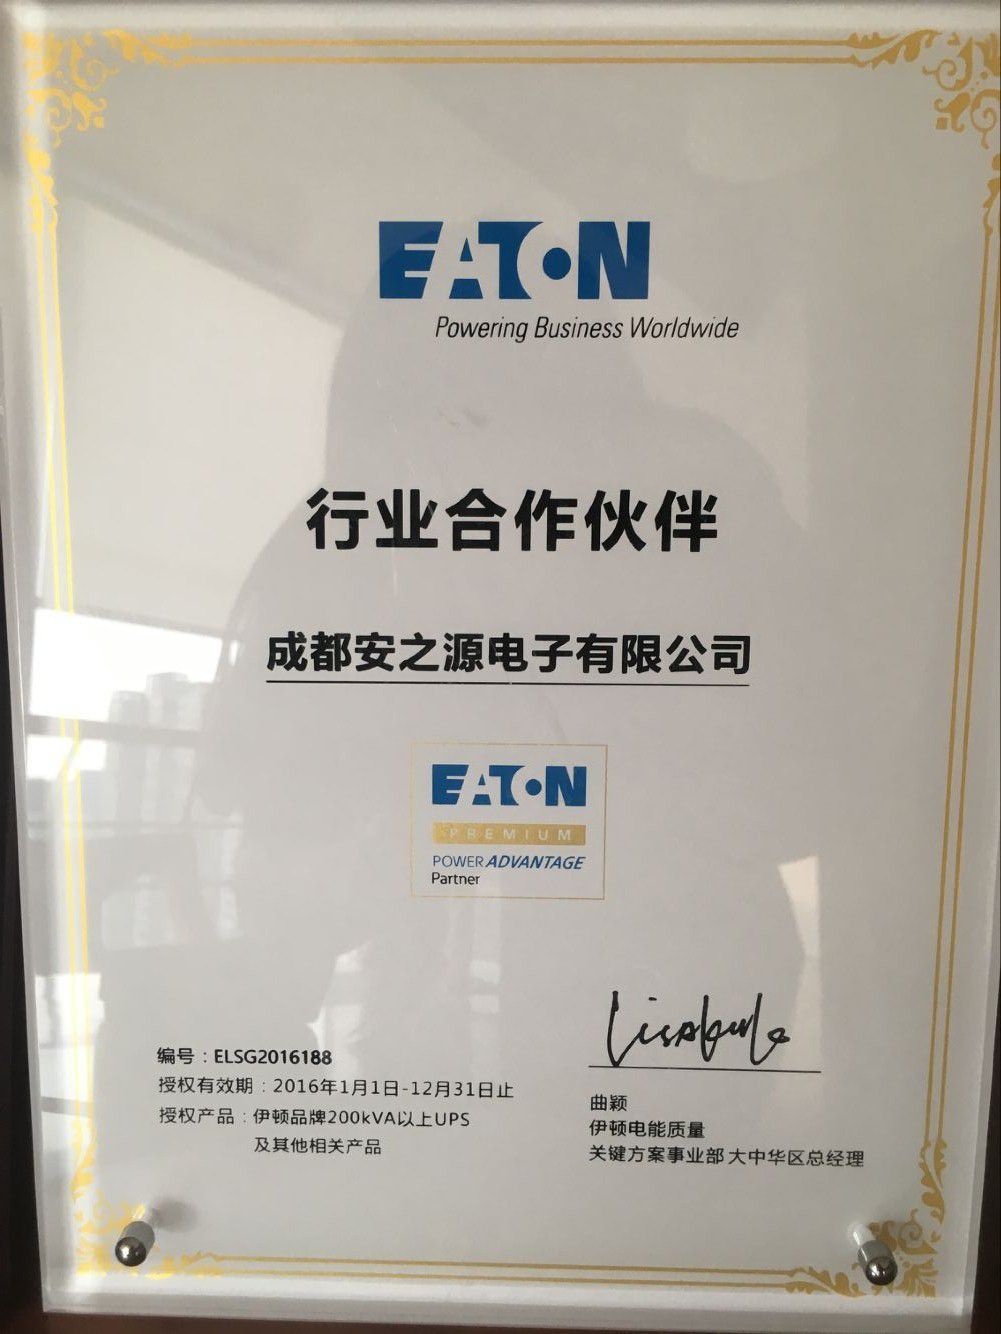 EATON
Powering Business Worldwide
行业合作伙伴
成都安之源电子有限公司
EATON
PREMIUM
POWER ADVANTAGE
Partner
编号：ELSG2016188
授权有效期：2016年1月1日-12月31日止
授权产品：伊顿品牌200kVA以上UPS
及其他相关产品
曲颖
伊顿电能质量
关键方案事业部 大中华区总经理